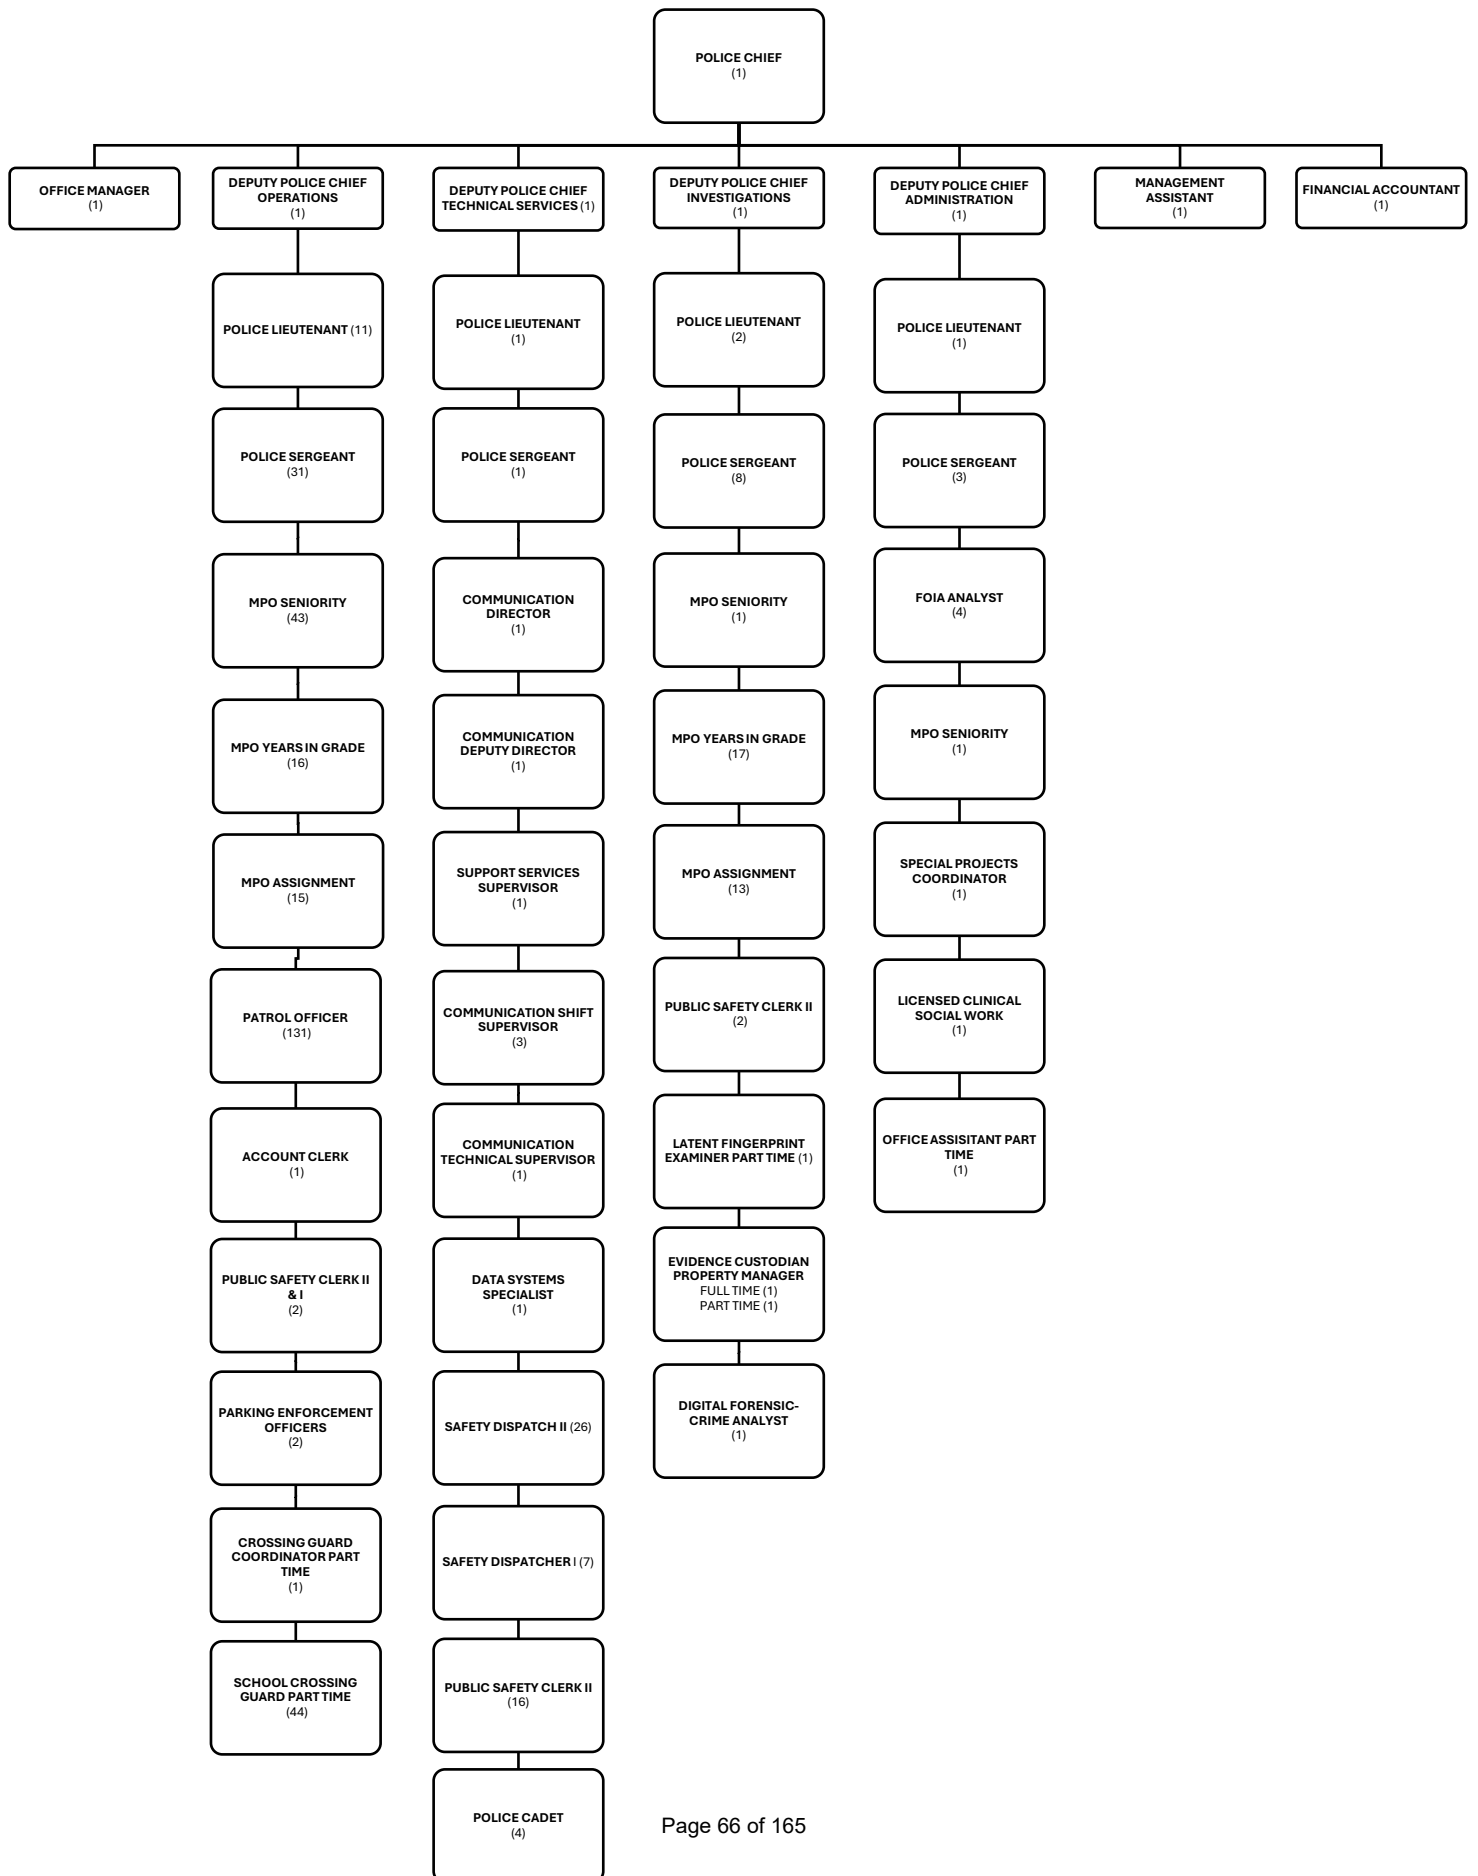 POLICE CHIEF
(1)
OFFICE MANAGER
(1)
DEPUTY POLICE CHIEF
OPERATIONS
(1)
DEPUTY POLICE CHIEF
TECHNICAL SERVICES (1)
DEPUTY POLICE CHIEF
INVESTIGATIONS
(1)
DEPUTY POLICE CHIEF
ADMINISTRATION
(1)
MANAGEMENT
ASSISTANT
(1)
FINANCIAL ACCOUNTANT
(1)
POLICE LIEUTENANT (11)
POLICE SERGEANT
(31)
MPO SENIORITY
(43)
MPO YEARS IN GRADE
(16)
MPO ASSIGNMENT
(15)
PATROL OFFICER
(131)
ACCOUNT CLERK
(1)
PUBLIC SAFETY CLERK II
& I
(2)
PARKING ENFORCEMENT
OFFICERS
(2)
CROSSING GUARD
COORDINATOR PART
TIME
(1)
SCHOOL CROSSING
GUARD PART TIME
(44)
POLICE LIEUTENANT
(1)
POLICE SERGEANT
(1)
COMMUNICATION
DIRECTOR
(1)
COMMUNICATION
DEPUTY DIRECTOR
(1)
SUPPORT SERVICES
SUPERVISOR
(1)
COMMUNICATION SHIFT
SUPERVISOR
(3)
COMMUNICATION
TECHNICAL SUPERVISOR
(1)
DATA SYSTEMS
SPECIALIST
(1)
SAFETY DISPATCH II (26)
SAFETY DISPATCHER I (7)
PUBLIC SAFETY CLERK II
(16)
POLICE CADET
(4)
POLICE LIEUTENANT
(2)
POLICE SERGEANT
(8)
MPO SENIORITY
(1)
MPO YEARS IN GRADE
(17)
MPO ASSIGNMENT
(13)
PUBLIC SAFETY CLERK II
(2)
LATENT FINGERPRINT
EXAMINER PART TIME (1)
EVIDENCE CUSTODIAN
PROPERTY MANAGER
FULL TIME (1)
PART TIME (1)
DIGITAL FORENSIC-
CRIME ANALYST
(1)
POLICE LIEUTENANT
(1)
POLICE SERGEANT
(3)
FOIA ANALYST
(4)
MPO SENIORITY
(1)
SPECIAL PROJECTS
COORDINATOR
(1)
LICENSED CLINICAL
SOCIAL WORK
(1)
OFFICE ASSISITANT PART
TIME
(1)
Page 66 of 165